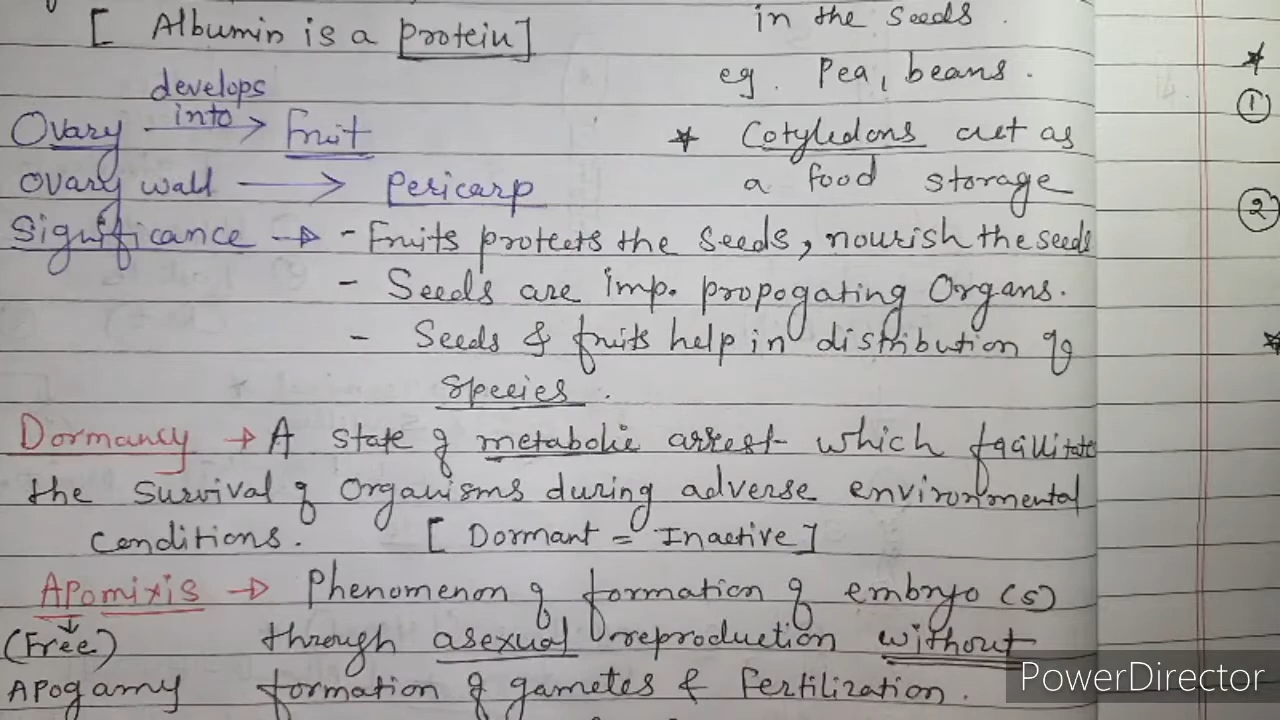 [ Albumin is a Protein]
in the seeds.
eg. Pea, beans.
develops
into
Ovary → Fruit
* Cotyledons act as
a food storage
Ovary wall → Pericarp
Significance → - Fruits protects the seeds, nourish the seeds
- Seeds are imp. propogating Organs.
- Seeds & fruits help in distribution of
species.
Dormancy → A state of metabolic arrest which facilitate
the survival of organisms during adverse environmental
conditions. [ Dormant = Inactive]
Apomixis → Phenomenon of formation of embryo (s)
(Free) through asexual reproduction without
Apogamy formation of gametes & Fertilization.
*
①
②
*
PowerDirector